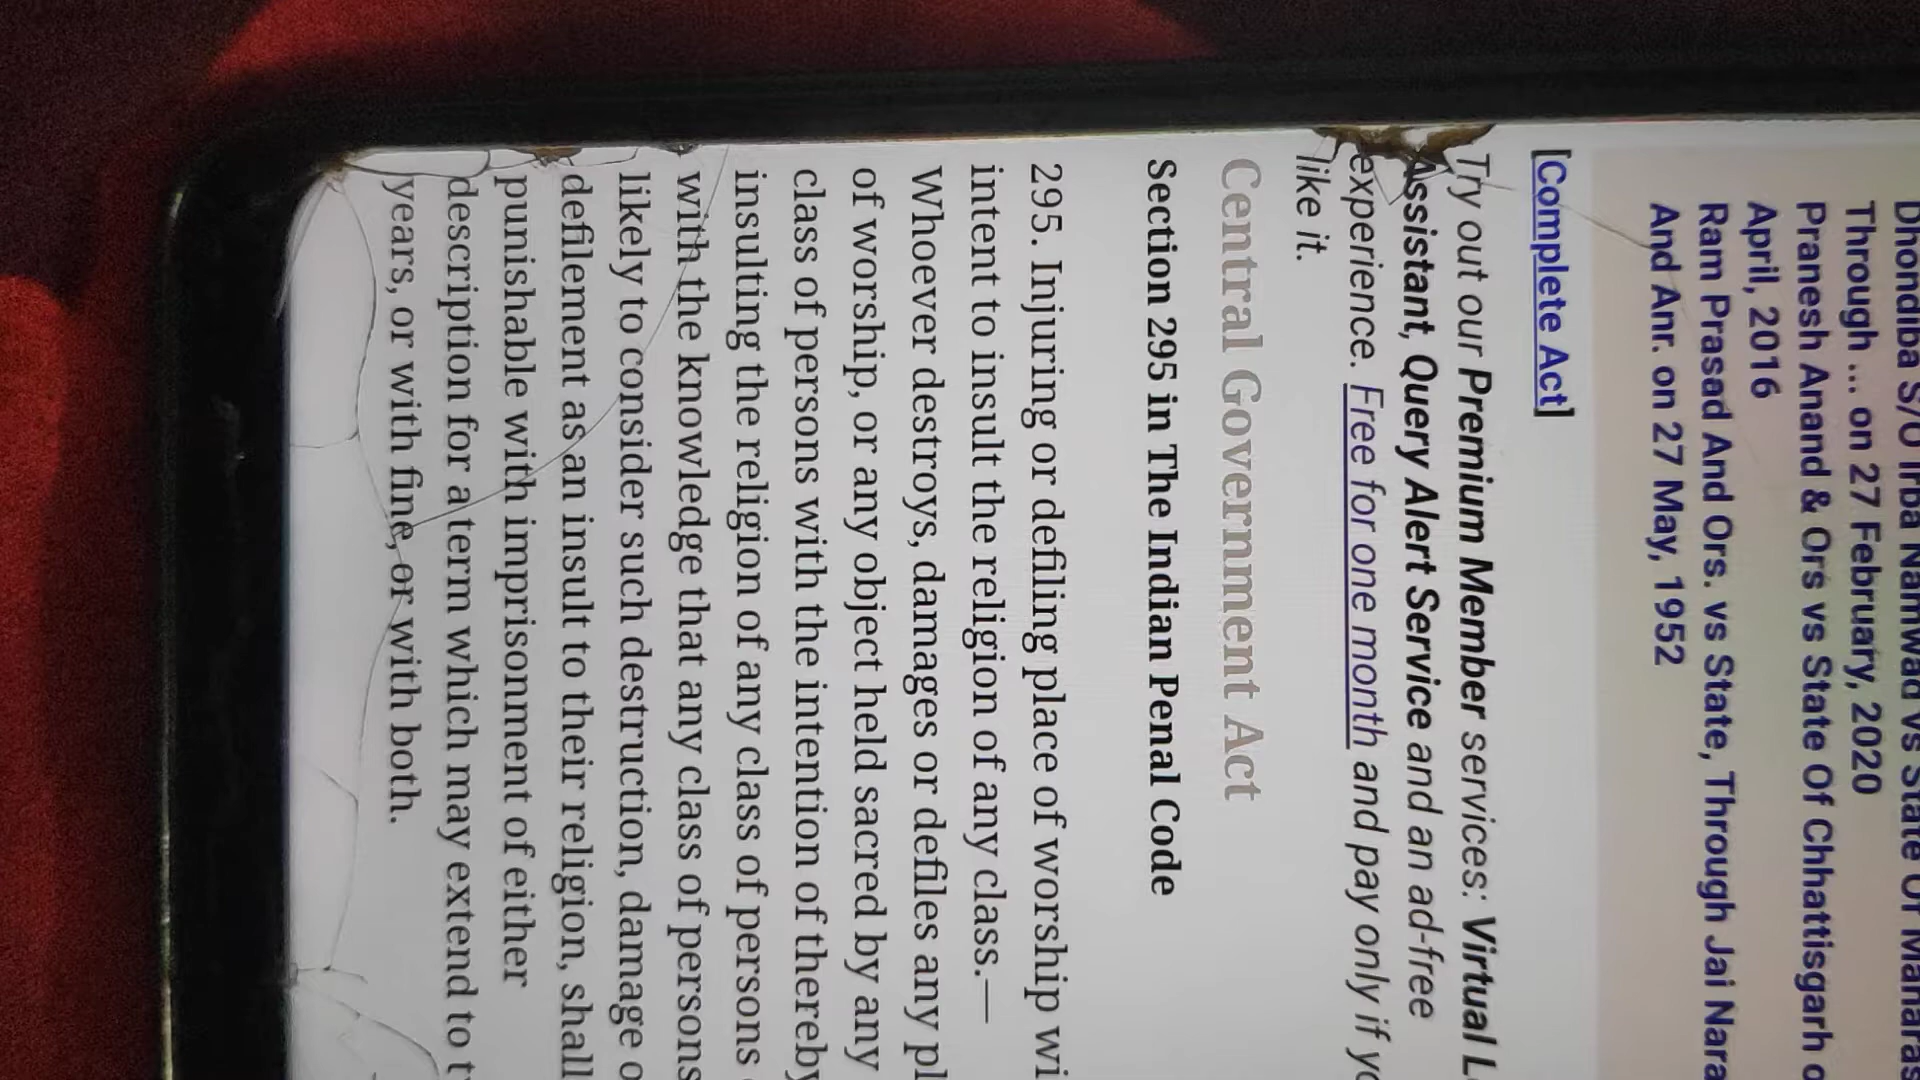 Dhondiba S/O Irba Namwad vs State Of
Through ... on 27 February, 2020
Pranesh Anand & Ors vs State Of Chhattisgarh
April, 2016
Ram Prasad And Ors. vs State, Through Jai
And Anr. on 27 May, 1952
[Complete Act]
Try out our Premium Member services: Virtual
Assistant, Query Alert Service and an ad-free
experience. Free for one month and pay only if
like it.
Central Government Act
Section 295 in The Indian Penal Code
295. Injuring or defiling place of worship
intent to insult the religion of any class.—
Whoever destroys, damages or defiles any
of worship, or any object held sacred by any
class of persons with the intention of thereby
insulting the religion of any class of persons
with the knowledge that any class of persons
likely to consider such destruction, damage
defilement as an insult to their religion, shall
punishable with imprisonment of either
description for a term which may extend to
years, or with fine, or with both.